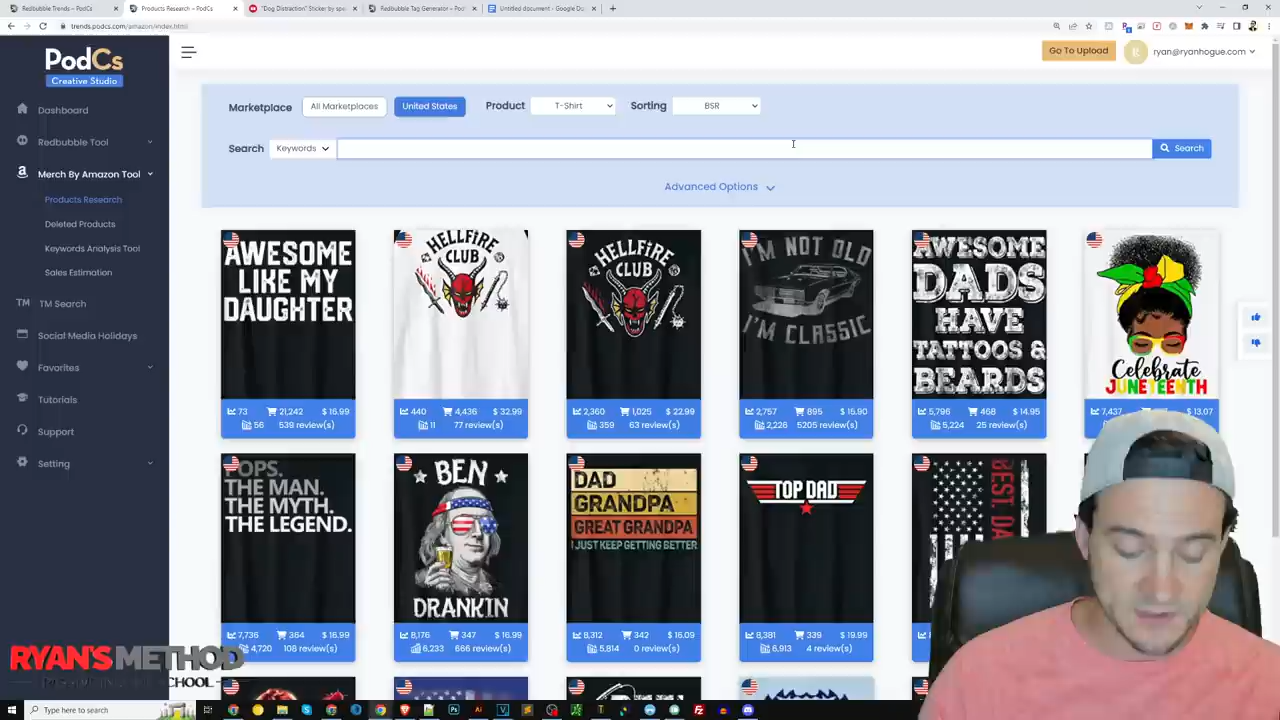 Redbubble Trends – PodCs
Products Research – PodCs
"Dog Distraction" Sticker by spe
Redbubble Tag Generator – Pod
Untitled document - Google Do
trends.podcs.com/amazon/index.html
PodCs
Creative Studio
Go To Upload
R
ryan@ryanhogue.com
Dashboard
Redbubble Tool
Merch By Amazon Tool
Products Research
Deleted Products
Keywords Analysis Tool
Sales Estimation
TM TM Search
Social Media Holidays
Favorites
Tutorials
Support
Setting
Marketplace All Marketplaces United States Product T-Shirt Sorting BSR
Search Keywords Search
Advanced Options
AWESOME
LIKE MY
DAUGHTER
73 21,242 $ 16.99
56 539 review(s)
HELLFIRE
CLUB
440 4,436 $ 32.99
11 77 review(s)
HELLFIRE
CLUB
2,360 1,025 $ 22.99
359 63 review(s)
I'M NOT OLD
I'M CLASSIC
2,757 895 $ 15.90
2,226 5205 review(s)
AWESOME
DADS
HAVE
TATTOOS &
BEARDS
5,796 468 $ 14.95
5,224 25 review(s)
Celebrate
JUNETEENTH
7,437 $ 13.07
POPS.
THE MAN.
THE MYTH.
THE LEGEND.
7,736 364 $ 16.99
4,720 108 review(s)
BEN
DRANKIN
8,176 347 $ 16.99
6,233 666 review(s)
DAD
GRANDPA
GREAT GRANDPA
I JUST KEEP GETTING BETTER
8,312 342 $ 16.09
5,814 0 review(s)
TOP DAD
8,381 339 $ 19.99
6,913 4 review(s)
BEST. DA
RYAN'S METHOD
Type here to search